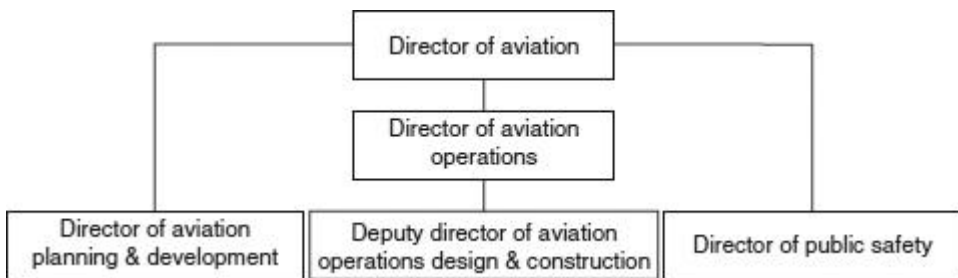 Director of aviation
Director of aviation
operations
Director of aviation
planning & development
Deputy director of aviation
operations design & construction
Director of public safety